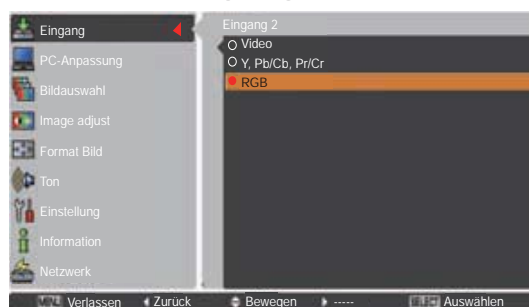 Eingang
PC-Anpassung
Bildauswahl
Image adjust
Format Bild
Ton
Einstellung
Information
Netzwerk
Eingang 2
Video
Y, Pb/Cb, Pr/Cr
RGB
Verlassen Zurück Bewegen ----- Auswählen